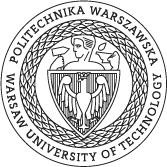 POLITECHNIKA WARSZAWSKA
WARSAW UNIVERSITY OF TECHNOLOGY